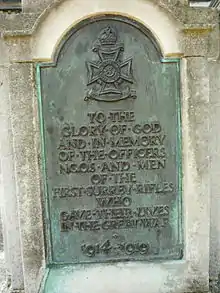 TO·THE
GLORY·OF·GOD
AND·IN·MEMORY
OF·THE·OFFICERS
N.C.O'S·AND·MEN
OF·THE
FIRST·SURREY·RIFLES
WHO
GAVE·THEIR·LIVES
IN·THE·GREAT·WAR
1914-1919